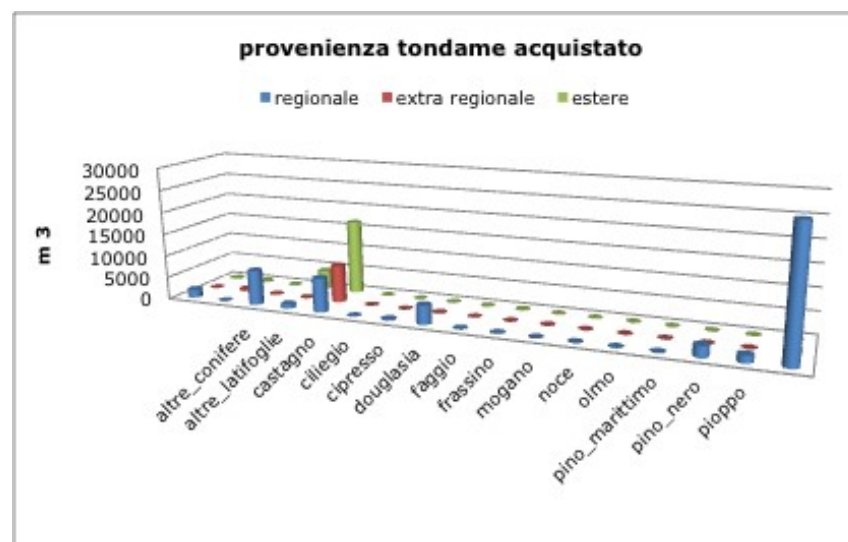 provenienza tondame acquistato
regionale extra regionale estere
30000
25000
20000
15000
10000
5000
0
m 3
altre_conifere
altre_latifoglie
castagno
ciliegio
cipresso
douglasia
faggio
frassino
mogano
noce
olmo
pino_marittimo
pino_nero
pioppo